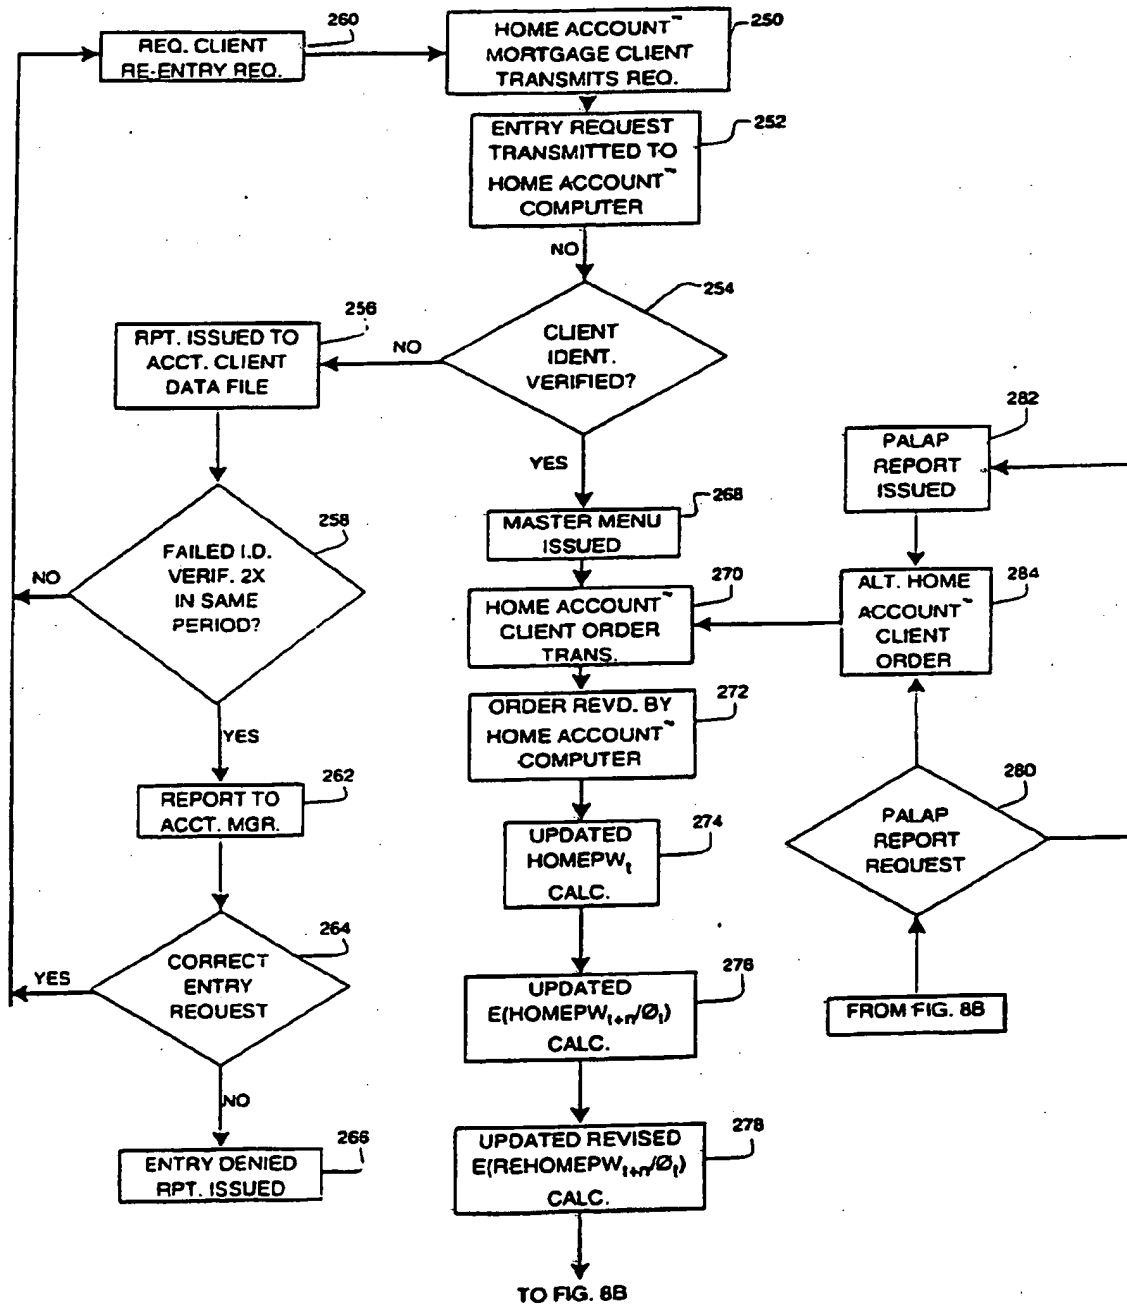 260
REQ. CLIENT
RE-ENTRY REQ.
250
HOME ACCOUNT~
MORTGAGE CLIENT
TRANSMITS REQ.
252
ENTRY REQUEST
TRANSMITTED TO
HOME ACCOUNT~
COMPUTER
NO
254
CLIENT
IDENT.
VERIFIED?
NO
YES
256
RPT. ISSUED TO
ACCT. CLIENT
DATA FILE
258
FAILED I.D.
VERIF. 2X
IN SAME
PERIOD?
NO
YES
262
REPORT TO
ACCT. MGR.
264
CORRECT
ENTRY
REQUEST
YES
NO
266
ENTRY DENIED
RPT. ISSUED
268
MASTER MENU
ISSUED
270
HOME ACCOUNT~
CLIENT ORDER
TRANS.
272
ORDER REVD. BY
HOME ACCOUNT~
COMPUTER
274
UPDATED
HOMEPWt
CALC.
276
UPDATED
E(HOMEPWt+n/Øt)
CALC.
278
UPDATED REVISED
E(REHOMEPWt+n/Øt)
CALC.
TO FIG. 8B
282
PALAP
REPORT
ISSUED
284
ALT. HOME
ACCOUNT~
CLIENT
ORDER
280
PALAP
REPORT
REQUEST
FROM FIG. 8B